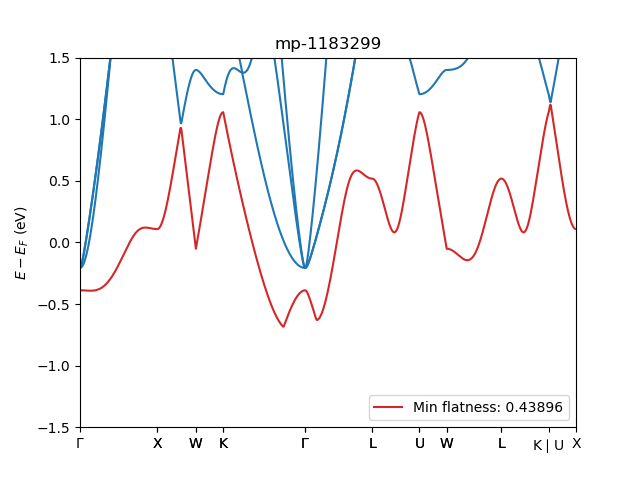 mp-1183299
E − E_F (eV)
1.5
1.0
0.5
0.0
−0.5
−1.0
−1.5
Γ X W K Γ L U W L K | U X
Min flatness: 0.43896